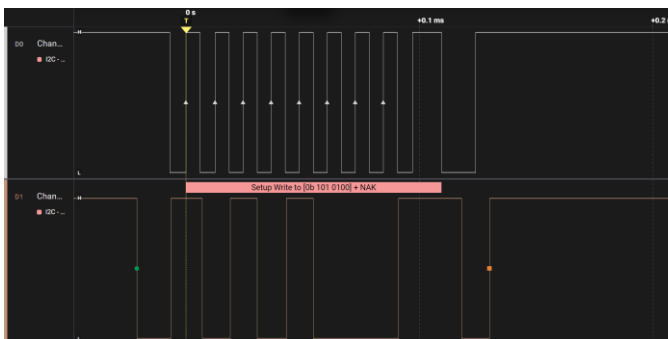 0 s
T
+0.1 ms
+0.2
D0 Chan...
I2C - ...
H
L
Setup Write to [0b 101 0100] + NAK
D1 Chan...
I2C - ...
H
L